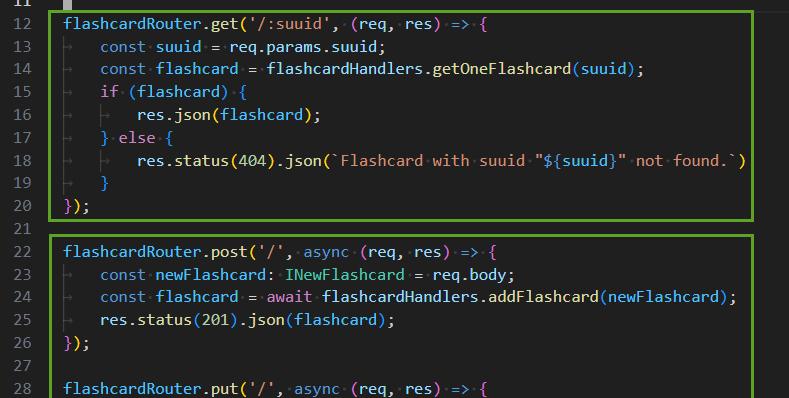 11
12 flashcardRouter.get('/:suuid', (req, res) => {
13 const suuid = req.params.suuid;
14 const flashcard = flashcardHandlers.getOneFlashcard(suuid);
15 if (flashcard) {
16 res.json(flashcard);
17 } else {
18 res.status(404).json(`Flashcard with suuid "${suuid}" not found.`)
19 }
20 });
21
22 flashcardRouter.post('/', async (req, res) => {
23 const newFlashcard: INewFlashcard = req.body;
24 const flashcard = await flashcardHandlers.addFlashcard(newFlashcard);
25 res.status(201).json(flashcard);
26 });
27
28 flashcardRouter.put('/', async (req, res) => {